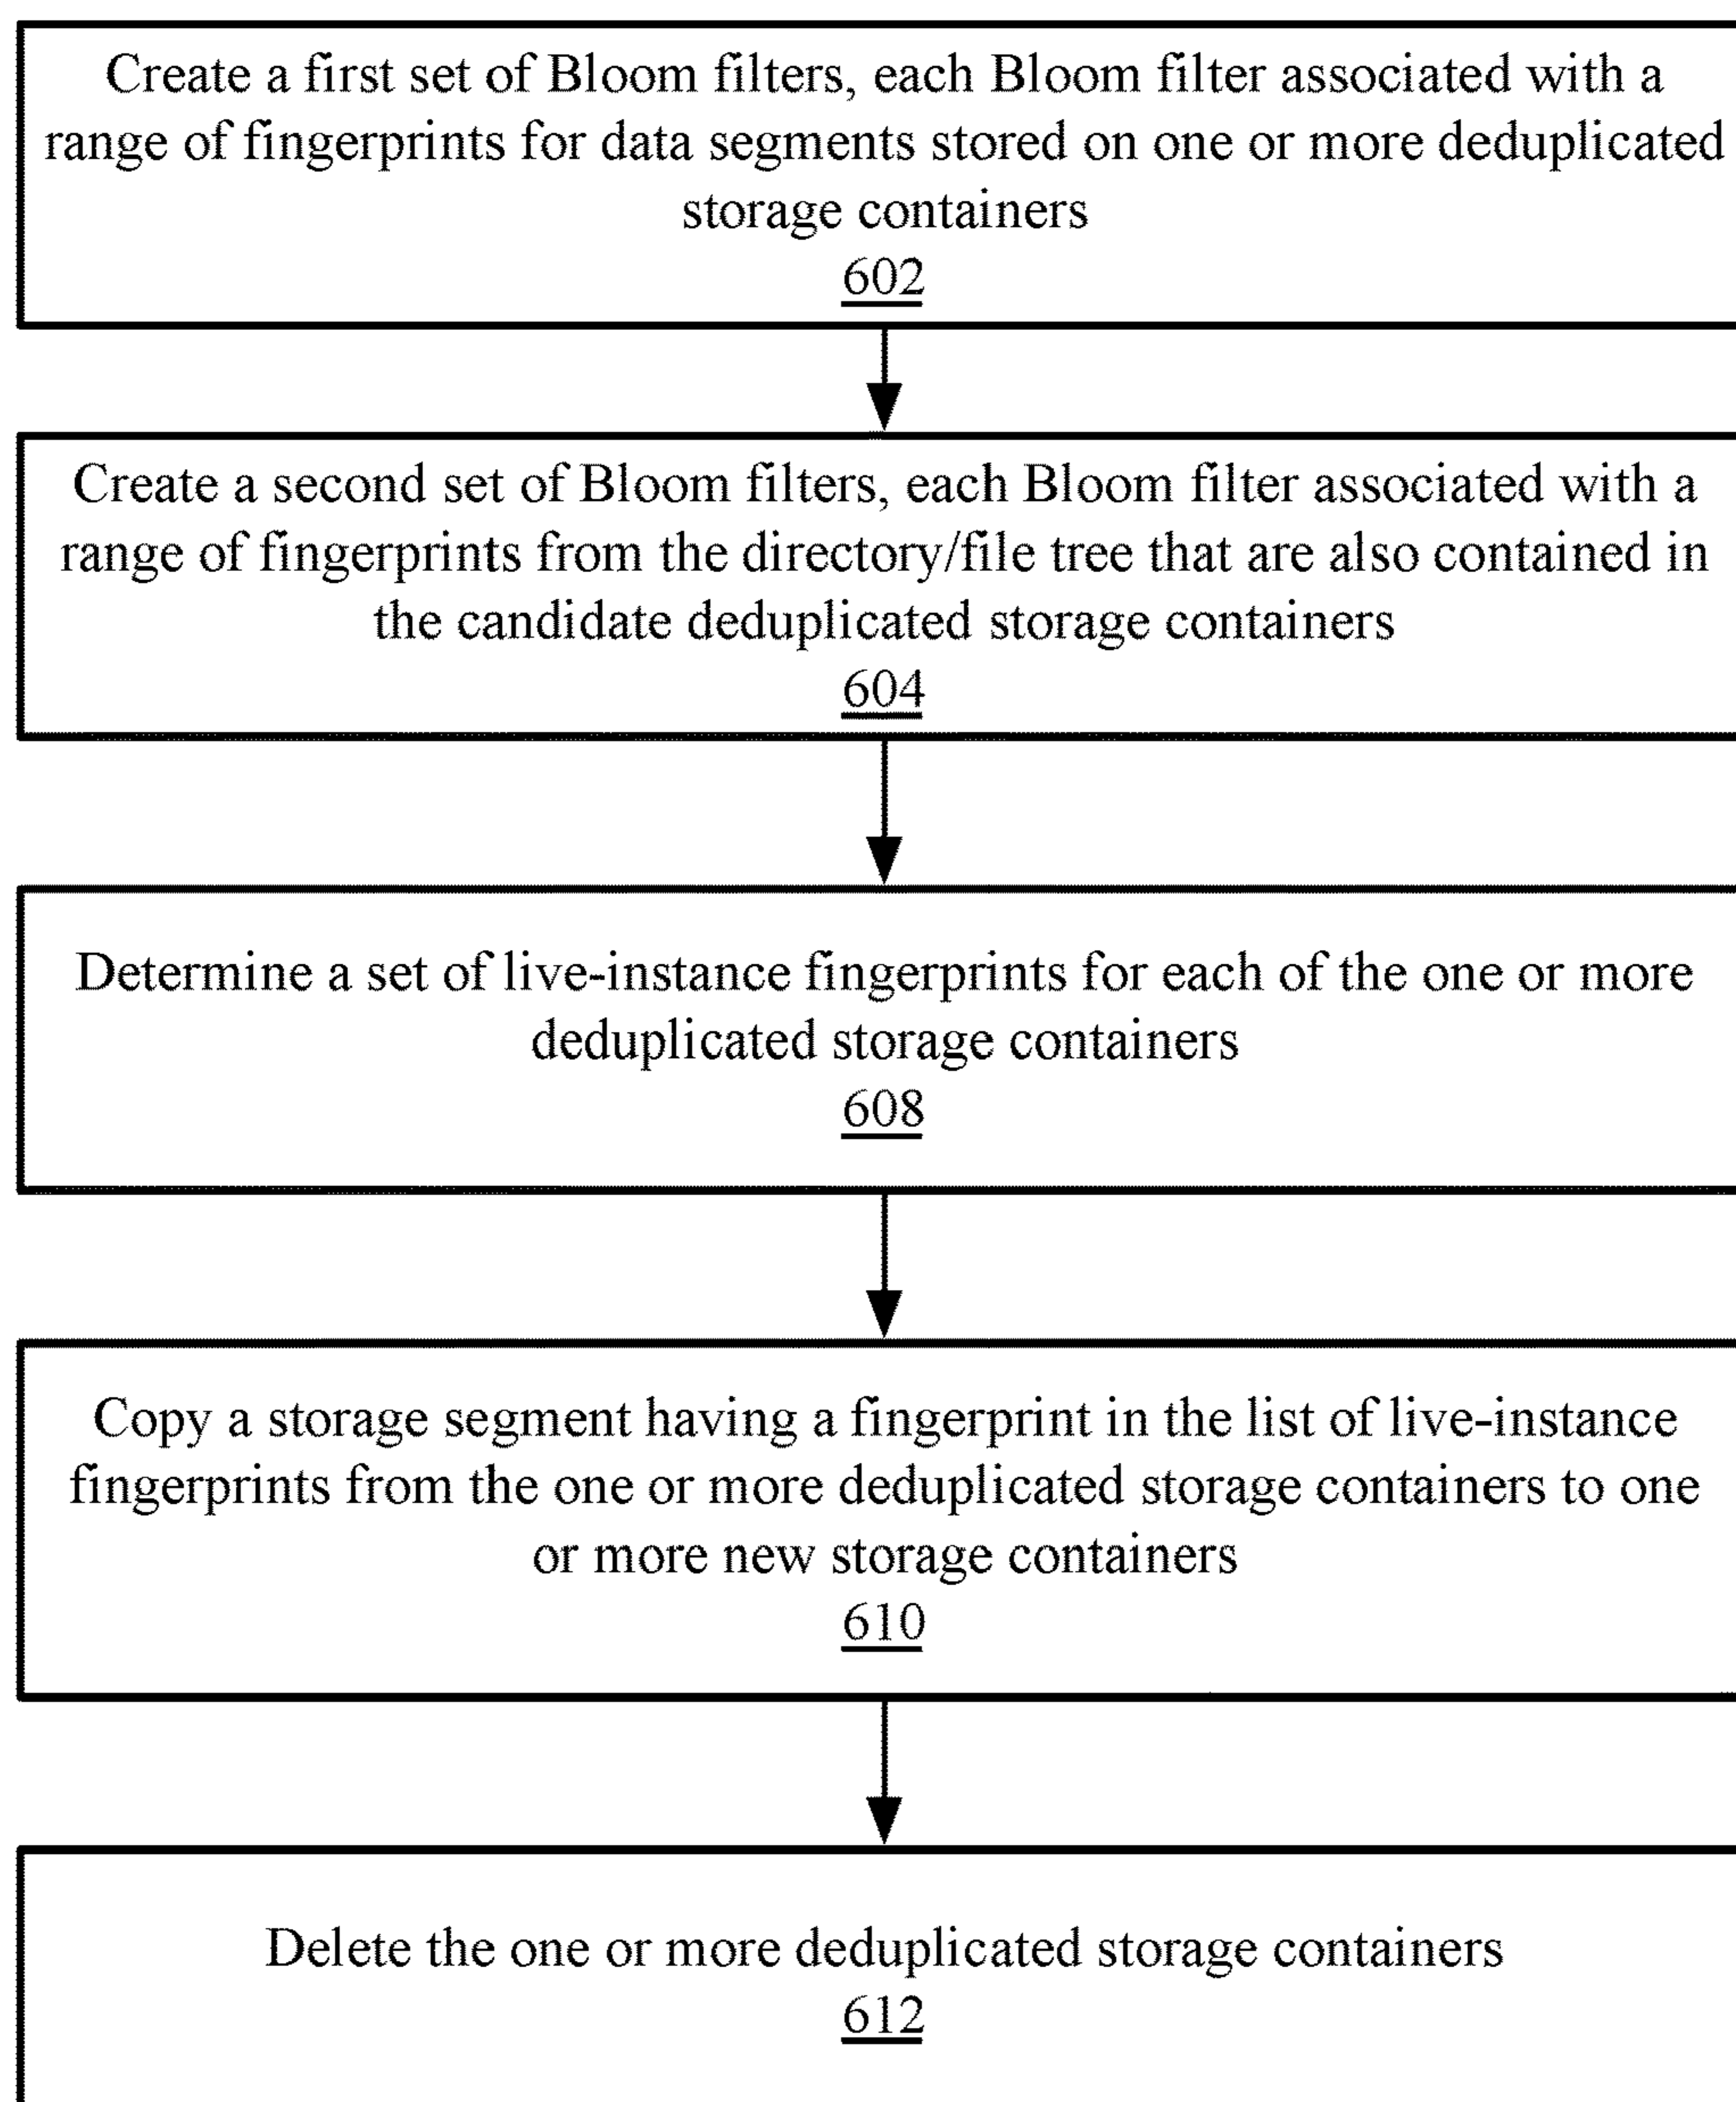 Create a first set of Bloom filters, each Bloom filter associated with a
range of fingerprints for data segments stored on one or more deduplicated
storage containers
602
Create a second set of Bloom filters, each Bloom filter associated with a
range of fingerprints from the directory/file tree that are also contained in
the candidate deduplicated storage containers
604
Determine a set of live-instance fingerprints for each of the one or more
deduplicated storage containers
608
Copy a storage segment having a fingerprint in the list of live-instance
fingerprints from the one or more deduplicated storage containers to one
or more new storage containers
610
Delete the one or more deduplicated storage containers
612